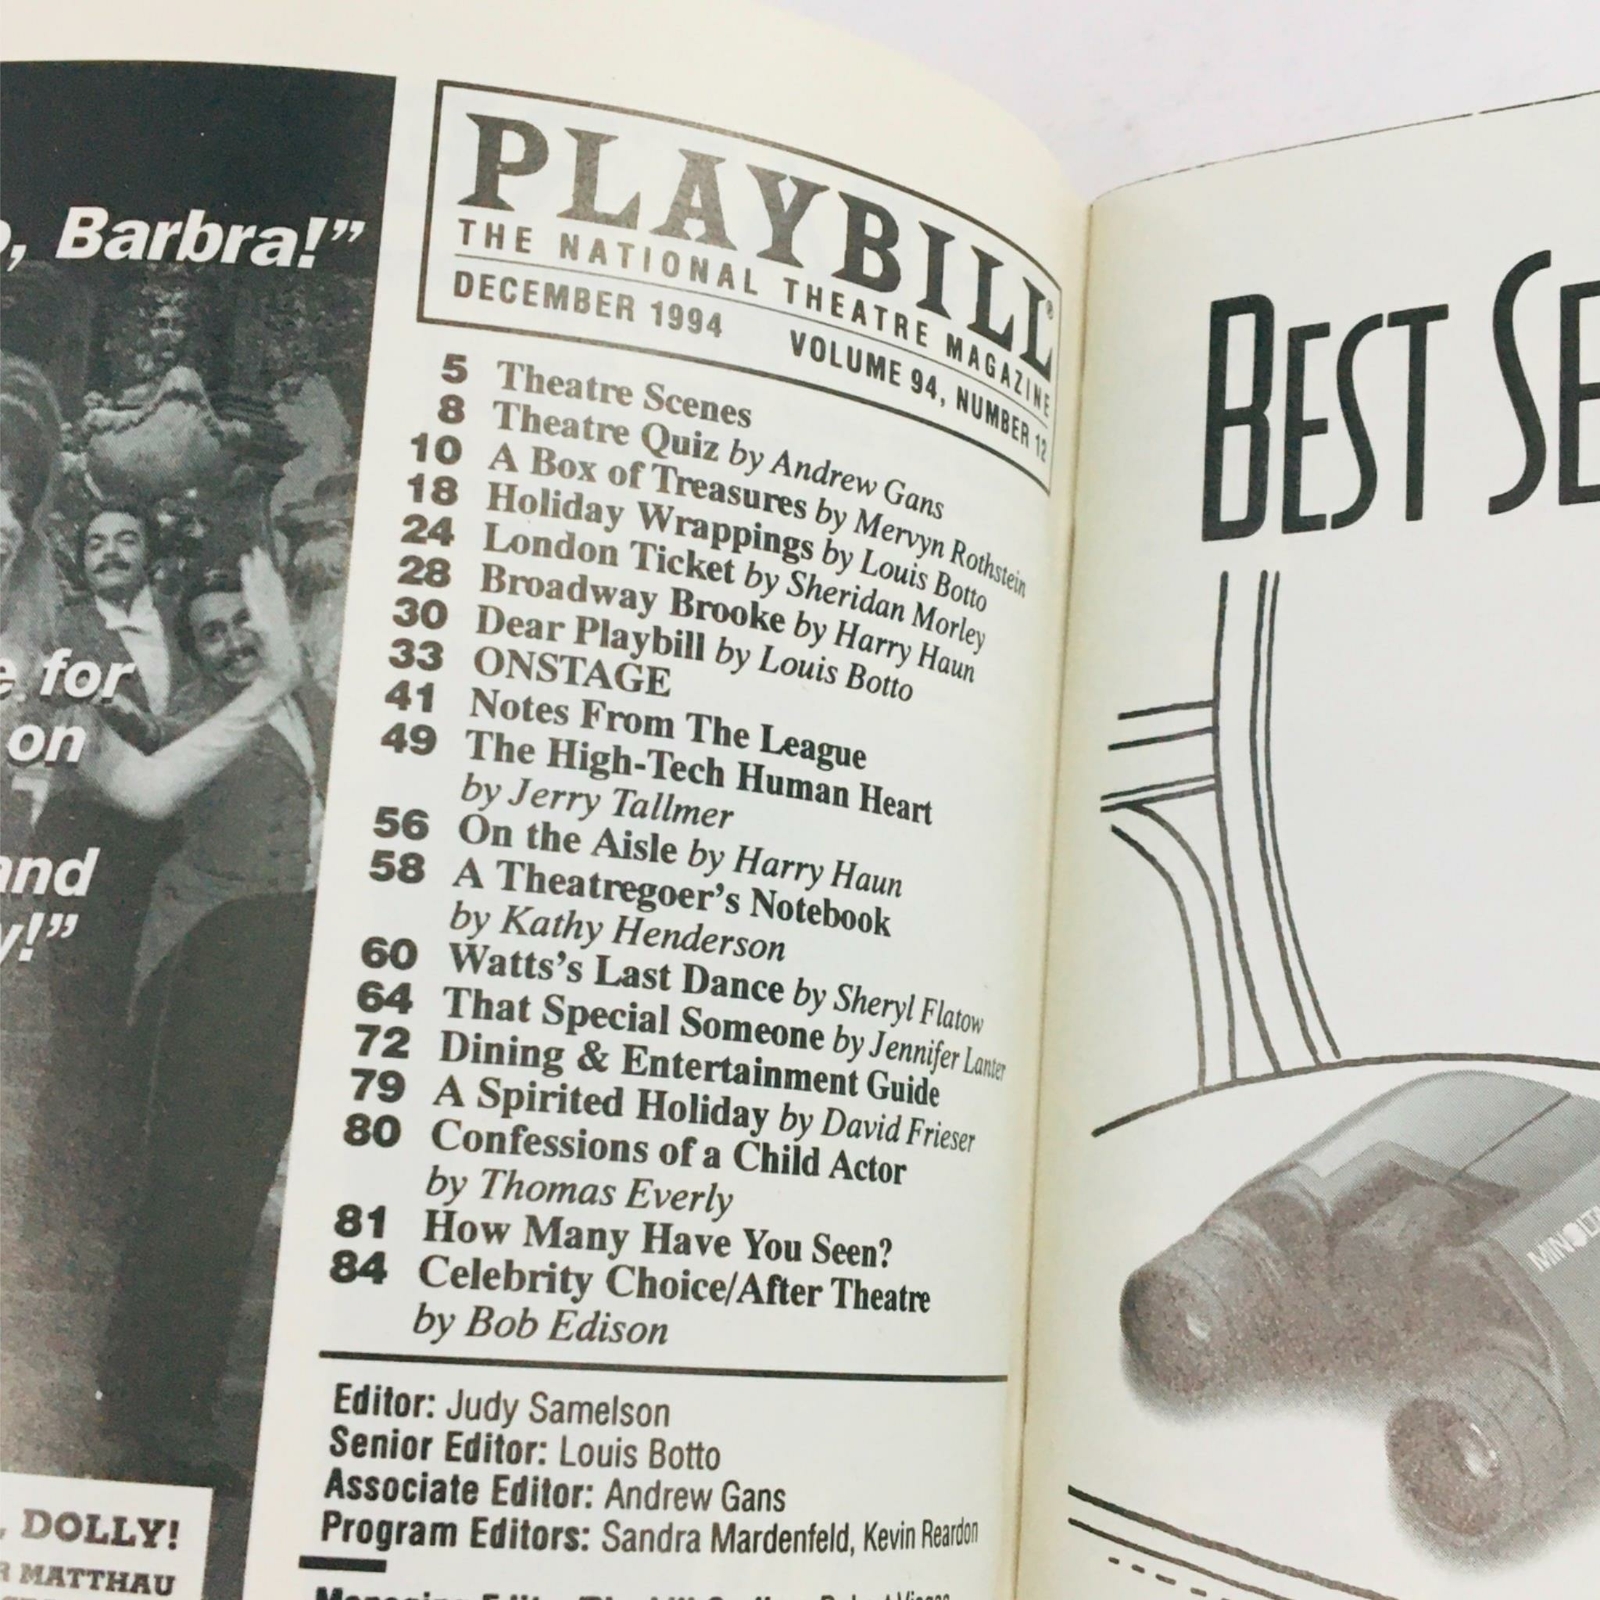 , Barbra!”
for
on
and
y!”
, DOLLY!
MATTHAU
PLAYBILL®
THE NATIONAL THEATRE MAGAZINE
DECEMBER 1994 VOLUME 94, NUMBER 12
5 Theatre Scenes
8 Theatre Quiz by Andrew Gans
10 A Box of Treasures by Mervyn Rothstein
18 Holiday Wrappings by Louis Botto
24 London Ticket by Sheridan Morley
28 Broadway Brooke by Harry Haun
30 Dear Playbill by Louis Botto
33 ONSTAGE
41 Notes From The League
49 The High-Tech Human Heart
by Jerry Tallmer
56 On the Aisle by Harry Haun
58 A Theatregoer’s Notebook
by Kathy Henderson
60 Watts’s Last Dance by Sheryl Flatow
64 That Special Someone by Jennifer Lanter
72 Dining & Entertainment Guide
79 A Spirited Holiday by David Frieser
80 Confessions of a Child Actor
by Thomas Everly
81 How Many Have You Seen?
84 Celebrity Choice/After Theatre
by Bob Edison
Editor: Judy Samelson
Senior Editor: Louis Botto
Associate Editor: Andrew Gans
Program Editors: Sandra Mardenfeld, Kevin Reardon
BEST SE
MINOLTA